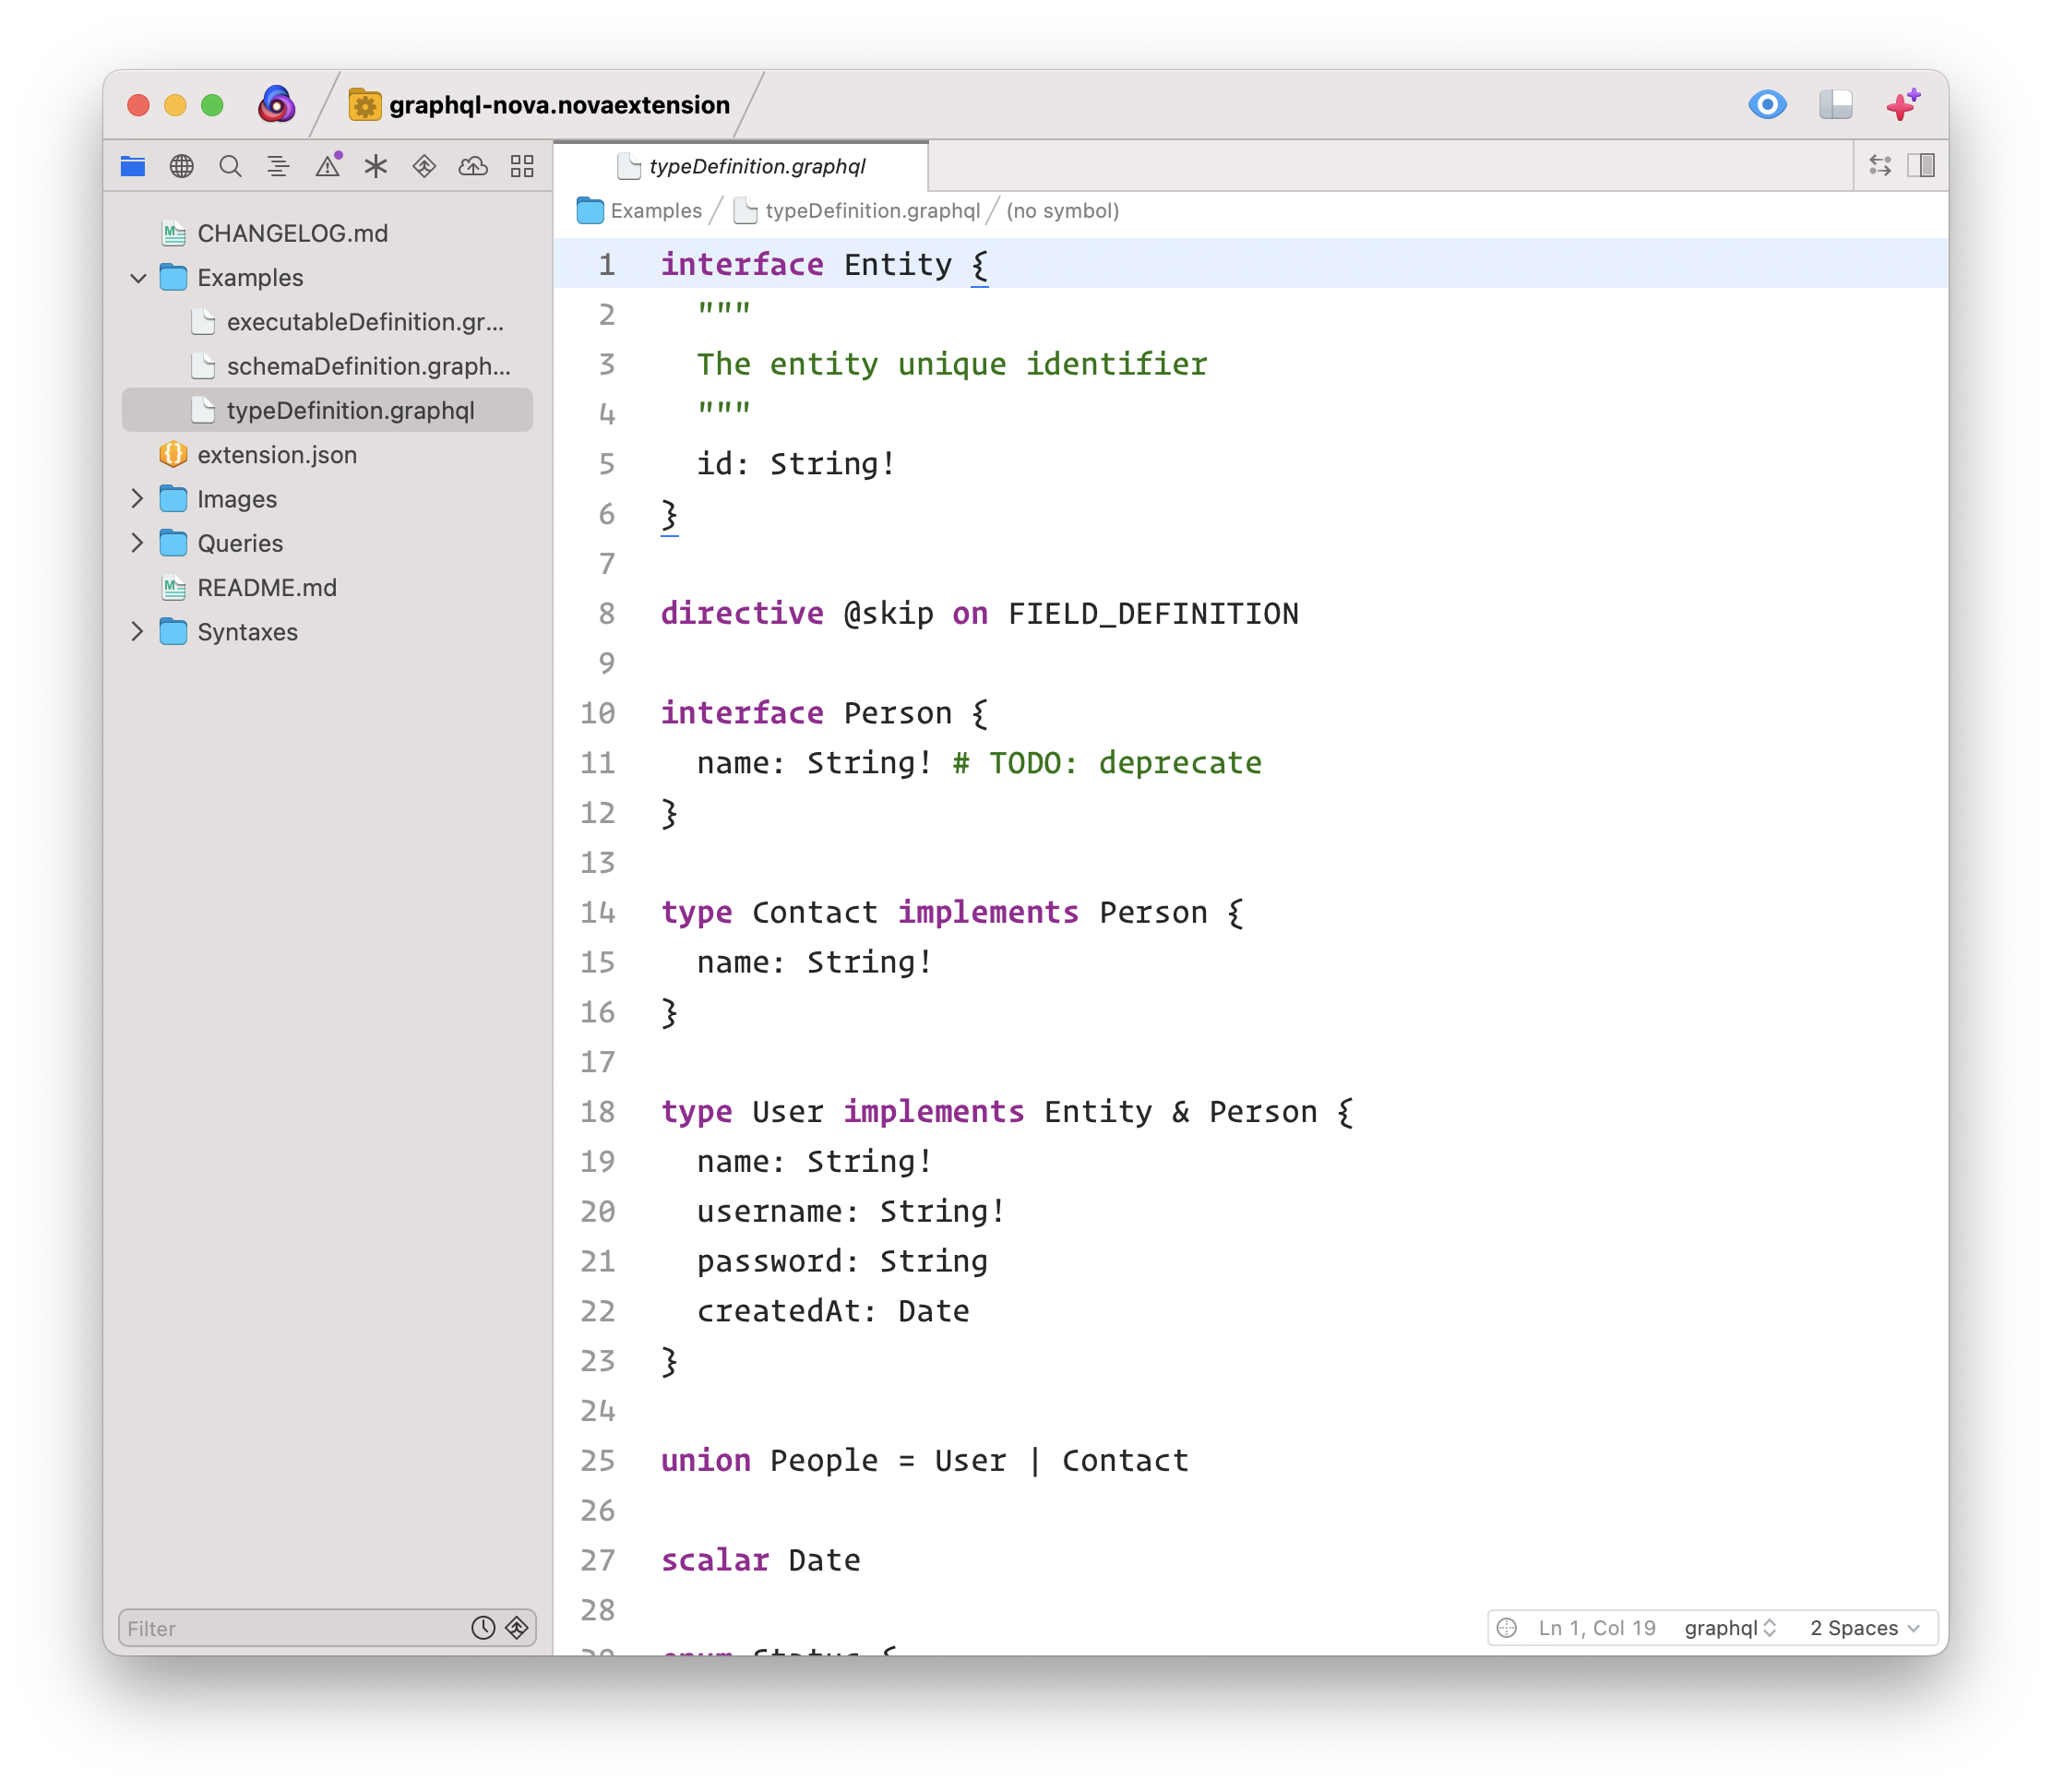 graphql-nova.novaextension
typeDefinition.graphql
Examples
typeDefinition.graphql
(no symbol)
CHANGELOG.md
Examples
executableDefinition.gr...
schemaDefinition.graph...
typeDefinition.graphql
extension.json
Images
Queries
README.md
Syntaxes
Filter
1 interface Entity {
2   """
3   The entity unique identifier
4   """
5   id: String!
6 }
7
8 directive @skip on FIELD_DEFINITION
9
10 interface Person {
11   name: String! # TODO: deprecate
12 }
13
14 type Contact implements Person {
15   name: String!
16 }
17
18 type User implements Entity & Person {
19   name: String!
20   username: String!
21   password: String
22   createdAt: Date
23 }
24
25 union People = User | Contact
26
27 scalar Date
28
29 enum Status {
Ln 1, Col 19 graphql 2 Spaces